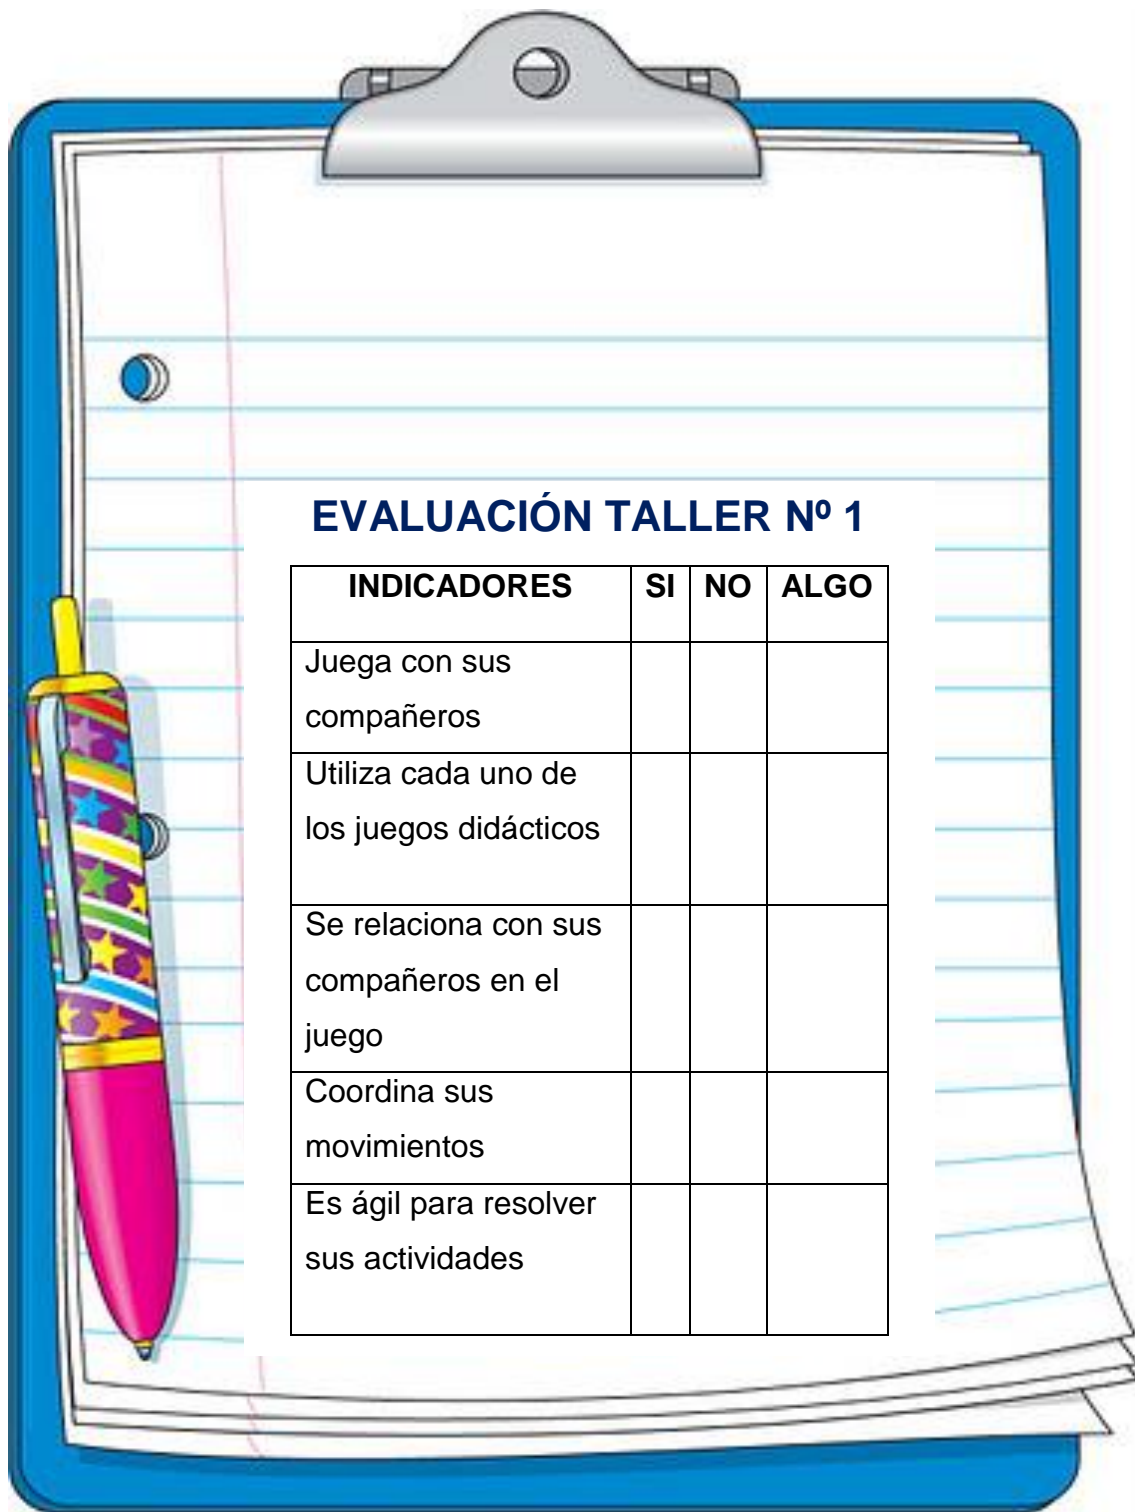 EVALUACIÓN TALLER Nº 1
INDICADORES SI NO ALGO
Juega con sus
compañeros
Utiliza cada uno de
los juegos didácticos
Se relaciona con sus
compañeros en el
juego
Coordina sus
movimientos
Es ágil para resolver
sus actividades